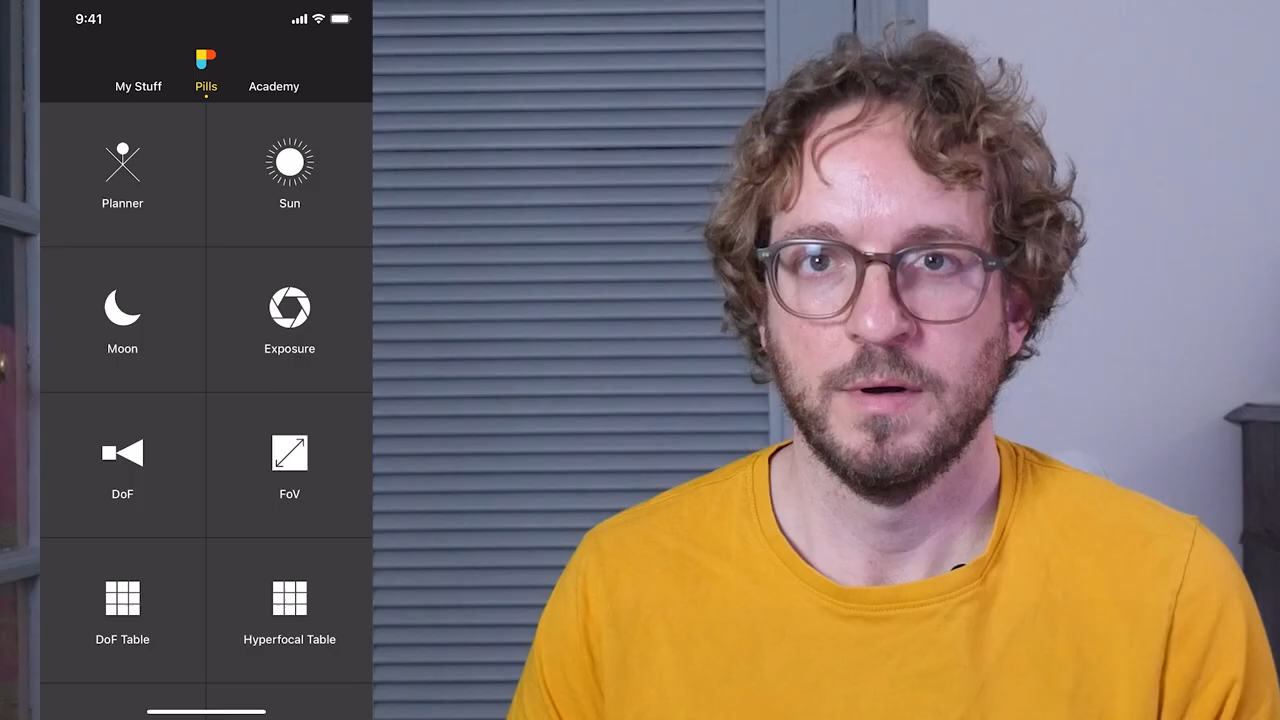 9:41
My Stuff Pills Academy
Planner Sun
Moon Exposure
DoF FoV
DoF Table Hyperfocal Table